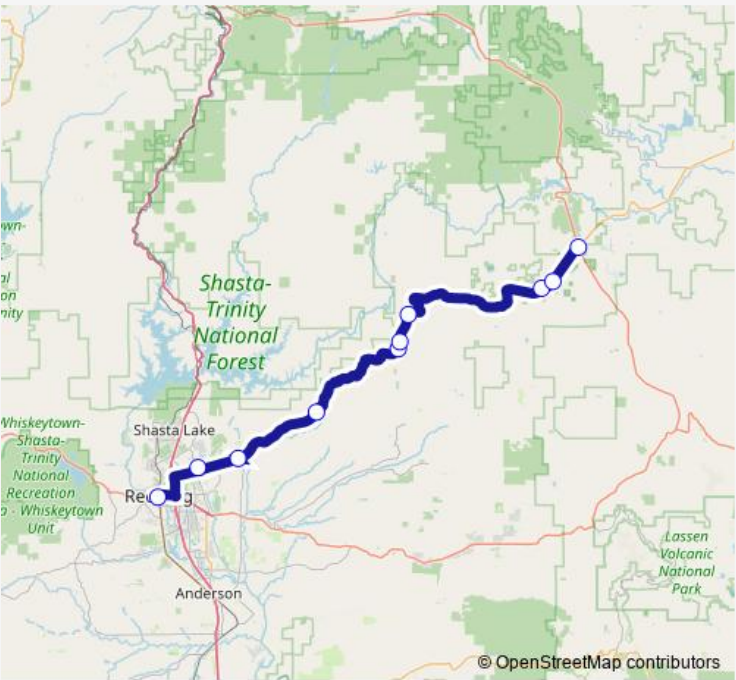 Shasta-
Trinity
National
Forest
Shasta Lake
Whiskeytown-
Shasta-
Trinity
National
Recreation
a - Whiskeytown
Unit
Anderson
Lassen
Volcanic
National
Park
© OpenStreetMap contributors